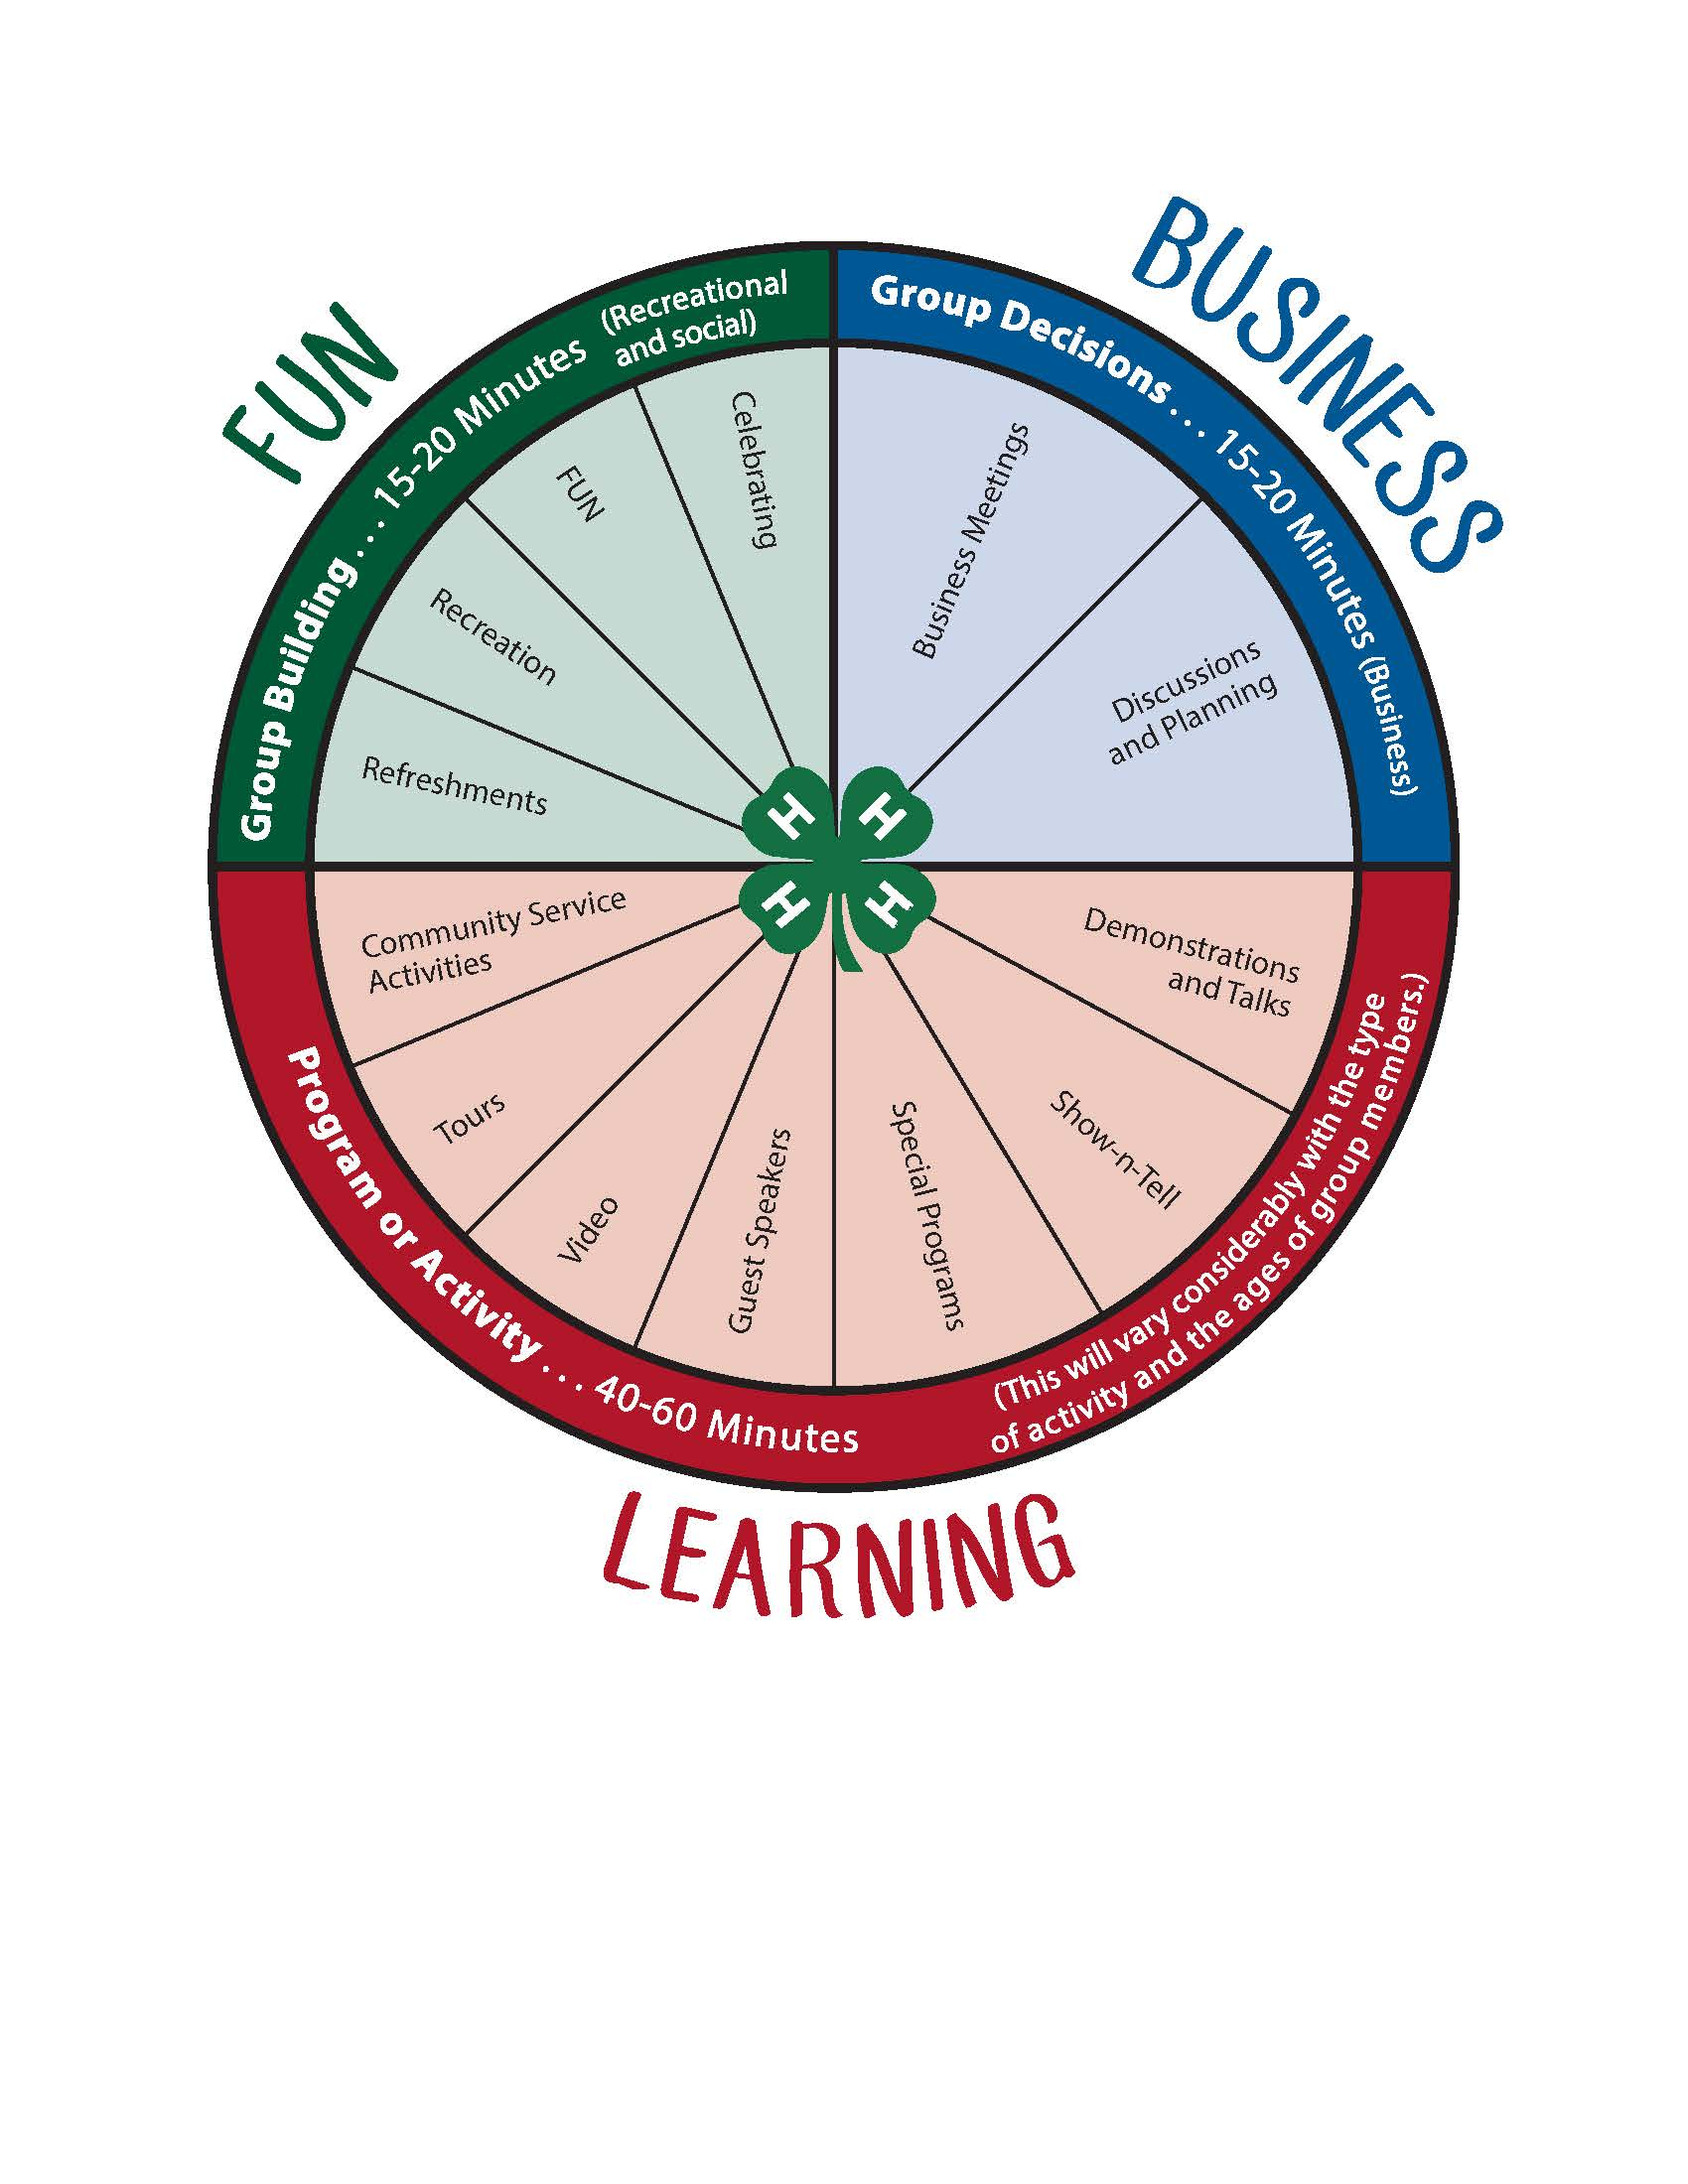 FUN
BUSINESS
Group Building . . . 15-20 Minutes
(Recreational
and social)
Group Decisions . . . 15-20 Minutes (Business)
Celebrating
FUN
Recreation
Refreshments
Business Meetings
Discussions
and Planning
H H
H H
Community Service
Activities
Tours
Video
Guest Speakers
Special Programs
Show-n-Tell
Demonstrations
and Talks
Program or Activity . . . 40-60 Minutes
(This will vary considerably with the type
of activity and the ages of group members.)
LEARNING